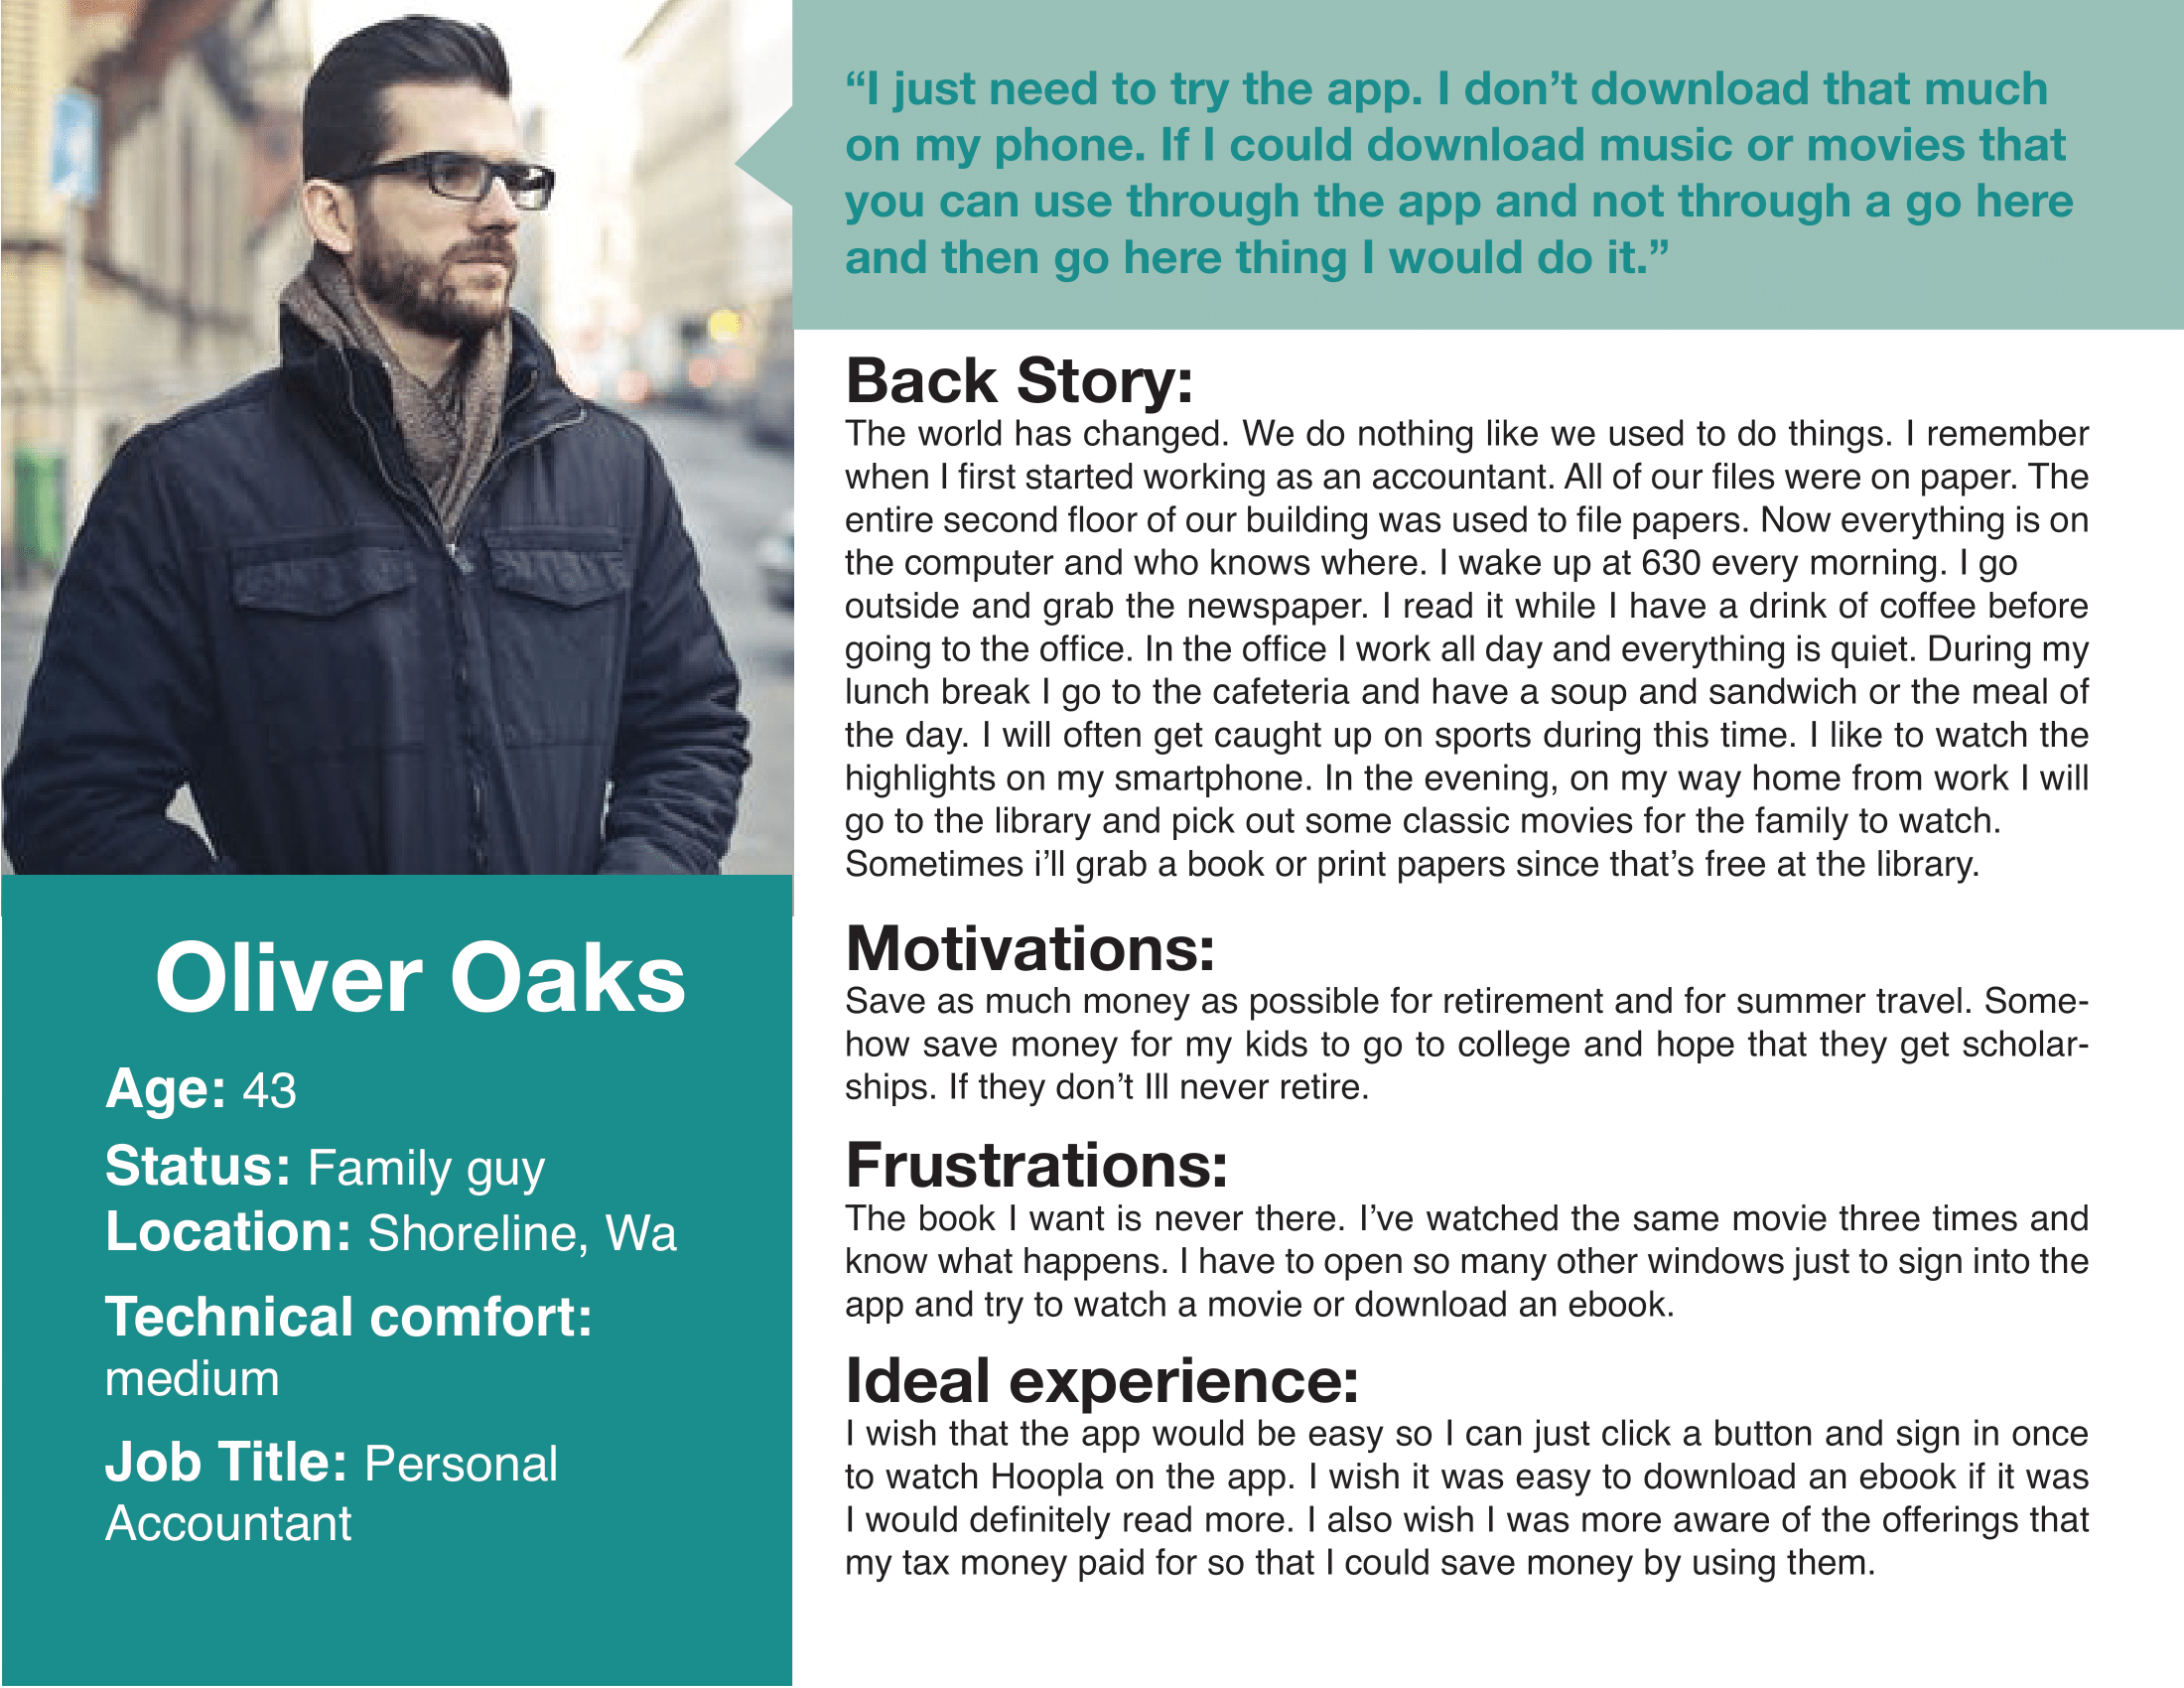 “I just need to try the app. I don’t download that much
on my phone. If I could download music or movies that
you can use through the app and not through a go here
and then go here thing I would do it.”
Back Story:
The world has changed. We do nothing like we used to do things. I remember
when I first started working as an accountant. All of our files were on paper. The
entire second floor of our building was used to file papers. Now everything is on
the computer and who knows where. I wake up at 630 every morning. I go
outside and grab the newspaper. I read it while I have a drink of coffee before
going to the office. In the office I work all day and everything is quiet. During my
lunch break I go to the cafeteria and have a soup and sandwich or the meal of
the day. I will often get caught up on sports during this time. I like to watch the
highlights on my smartphone. In the evening, on my way home from work I will
go to the library and pick out some classic movies for the family to watch.
Sometimes i’ll grab a book or print papers since that’s free at the library.
Motivations:
Save as much money as possible for retirement and for summer travel. Some-
how save money for my kids to go to college and hope that they get scholar-
ships. If they don’t Ill never retire.
Frustrations:
The book I want is never there. I’ve watched the same movie three times and
know what happens. I have to open so many other windows just to sign into the
app and try to watch a movie or download an ebook.
Ideal experience:
I wish that the app would be easy so I can just click a button and sign in once
to watch Hoopla on the app. I wish it was easy to download an ebook if it was
I would definitely read more. I also wish I was more aware of the offerings that
my tax money paid for so that I could save money by using them.
Oliver Oaks
Age: 43
Status: Family guy
Location: Shoreline, Wa
Technical comfort:
medium
Job Title: Personal
Accountant